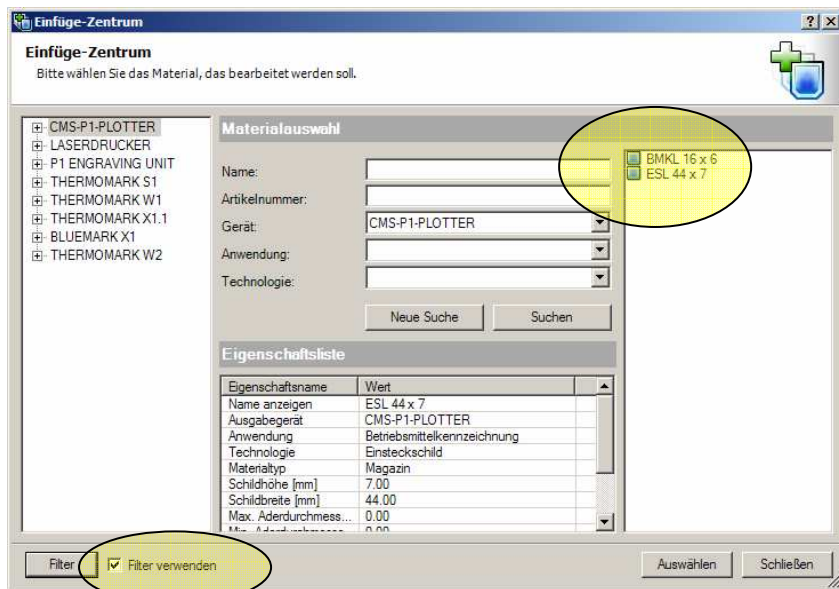 Einfüge-Zentrum
Einfüge-Zentrum
Bitte wählen Sie das Material, das bearbeitet werden soll.
CMS-P1-PLOTTER
LASERDRUCKER
P1 ENGRAVING UNIT
THERMOMARK S1
THERMOMARK W1
THERMOMARK X1.1
BLUEMARK X1
THERMOMARK W2
Materialauswahl
Name:
Artikelnummer:
Gerät: CMS-P1-PLOTTER
Anwendung:
Technologie:
Neue Suche Suchen
BMKL 16 x 6
ESL 44 x 7
Eigenschaftsliste
Eigenschaftsname Wert
Name anzeigen ESL 44 x 7
Ausgabegerät CMS-P1-PLOTTER
Anwendung Betriebsmittelkennzeichnung
Technologie Einsteckschild
Materialtyp Magazin
Schildhöhe [mm] 7.00
Schildbreite [mm] 44.00
Max. Aderdurchmess... 0.00
Min. Aderdurchmess... 0.00
Filter Filter verwenden Auswählen Schließen